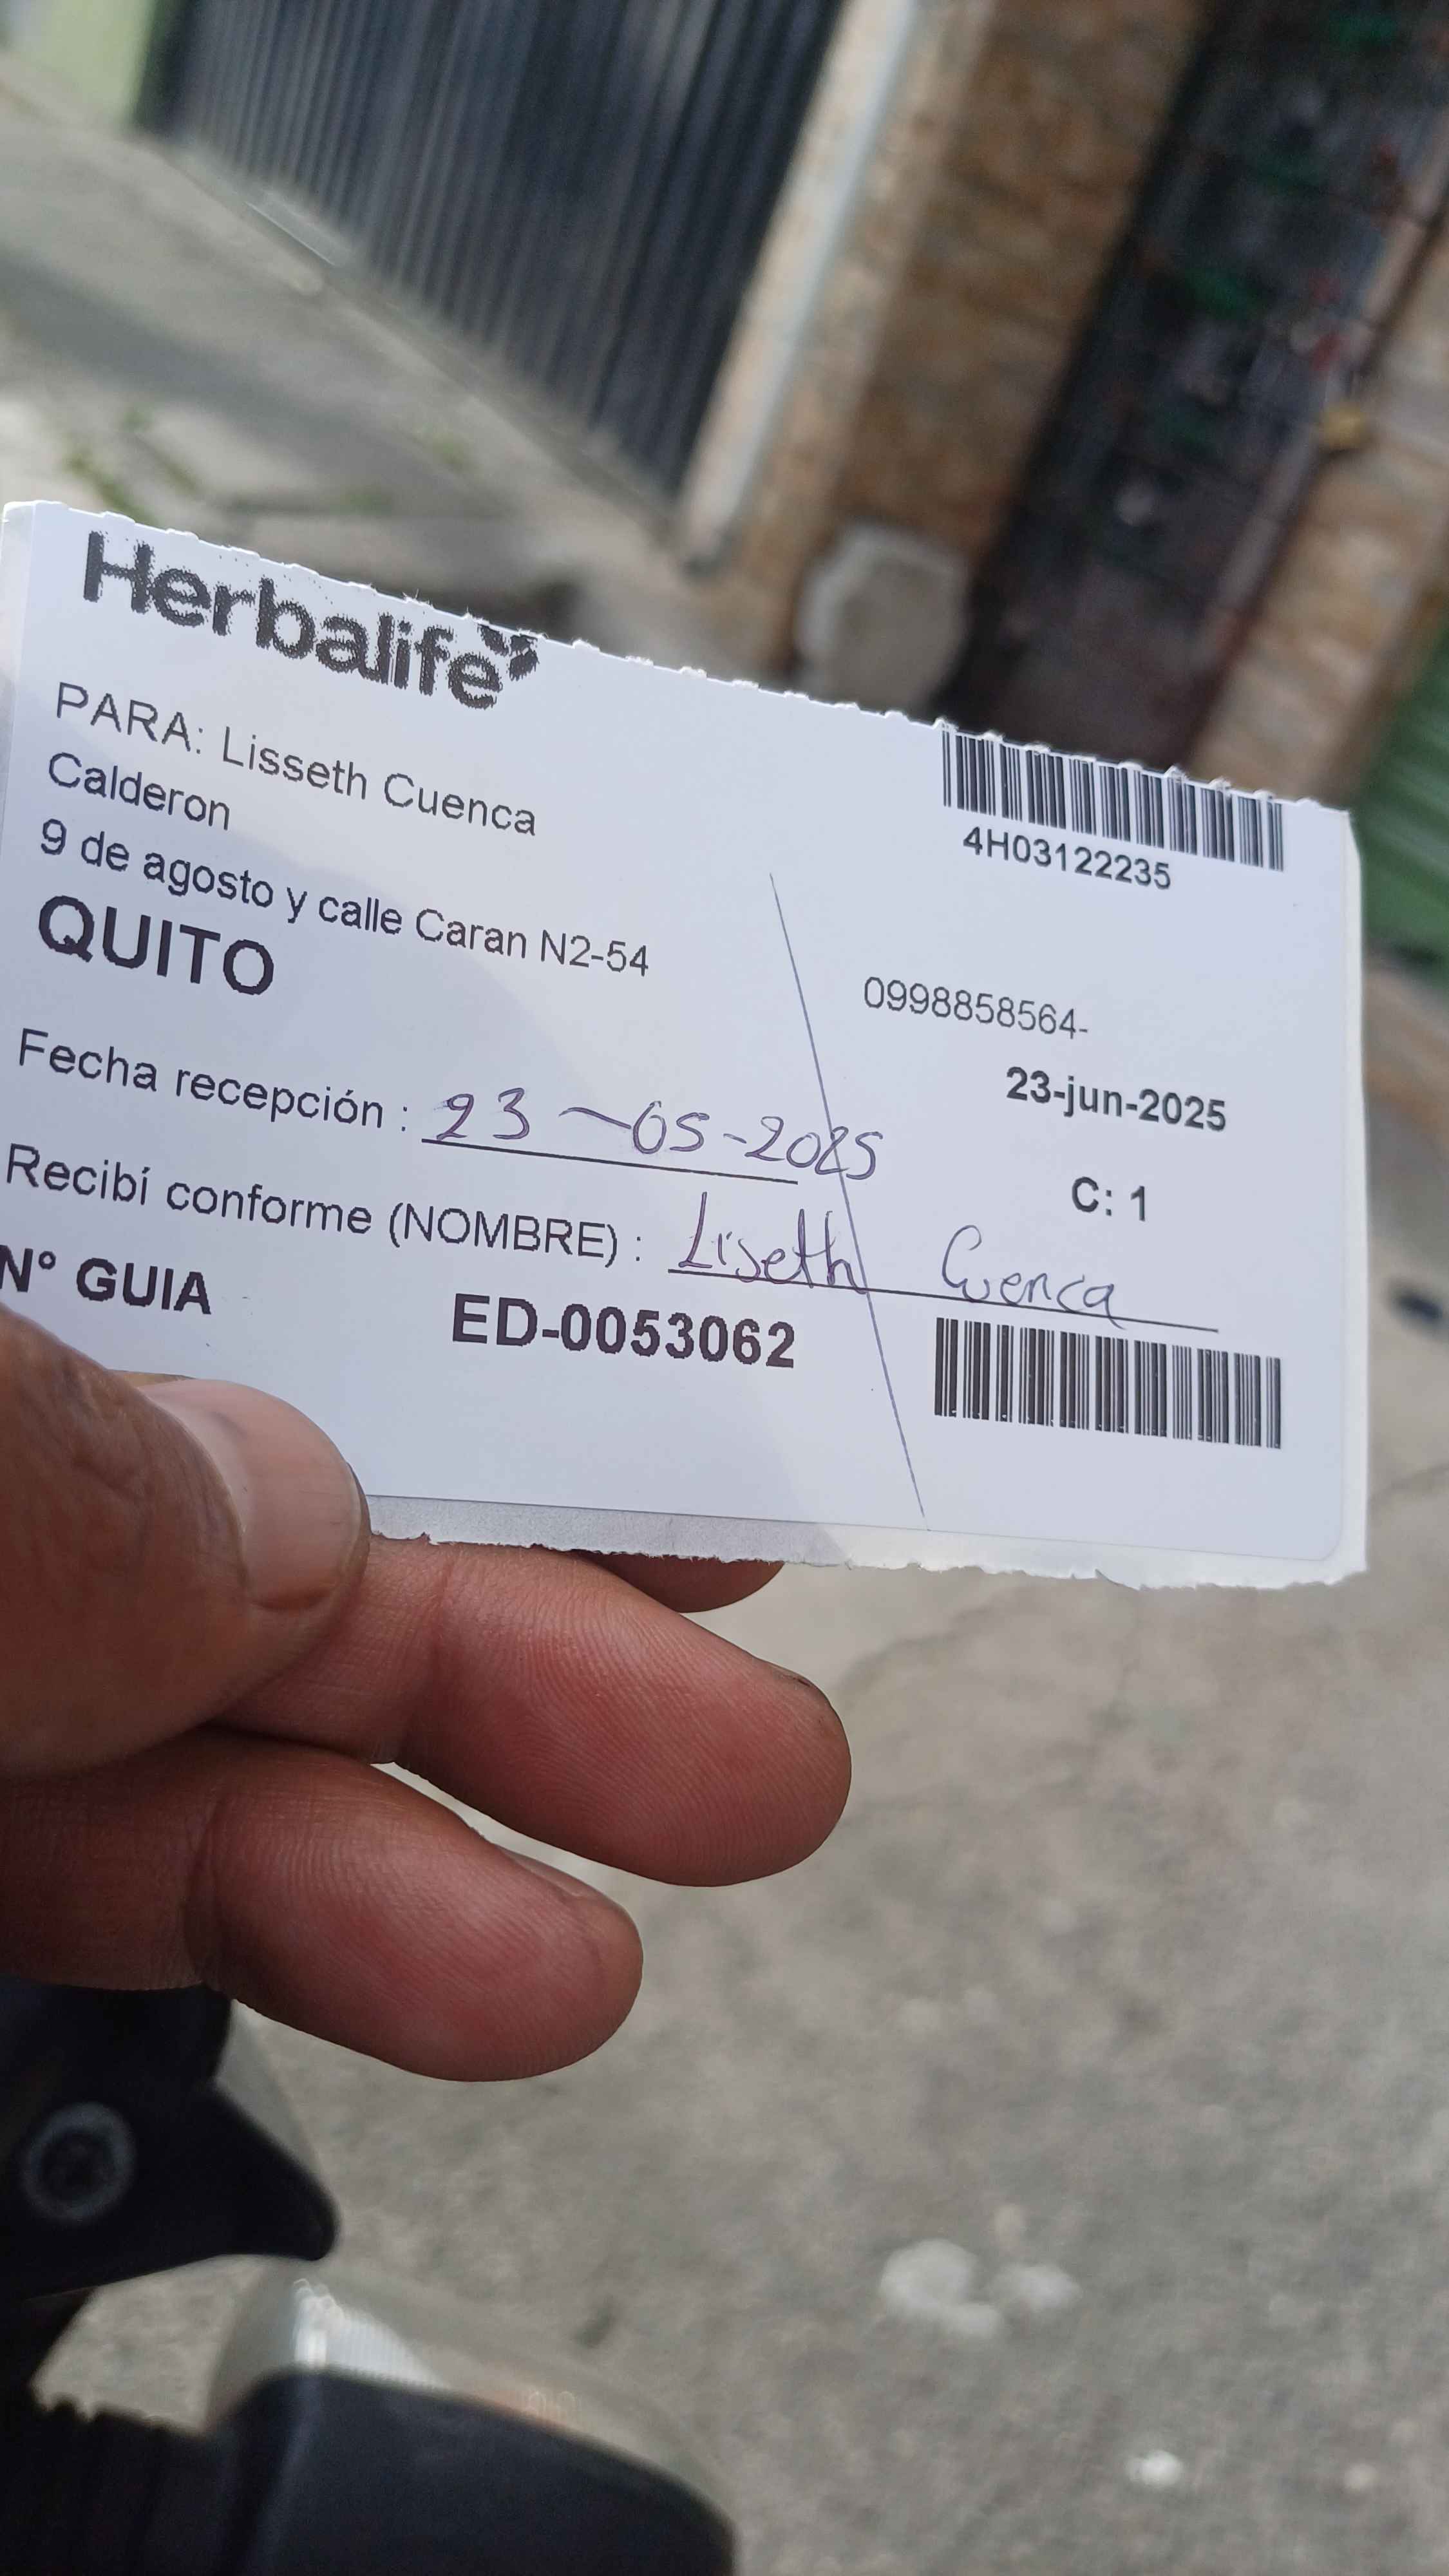 Herbalife
PARA: Lisseth Cuenca
Calderon
4H03122235
9 de agosto y calle Caran N2-54
QUITO
0998858564-
23-jun-2025
Fecha recepción : 23-05-2025
C: 1
Recibí conforme (NOMBRE) : Liseth Cuenca
N° GUIA ED-0053062